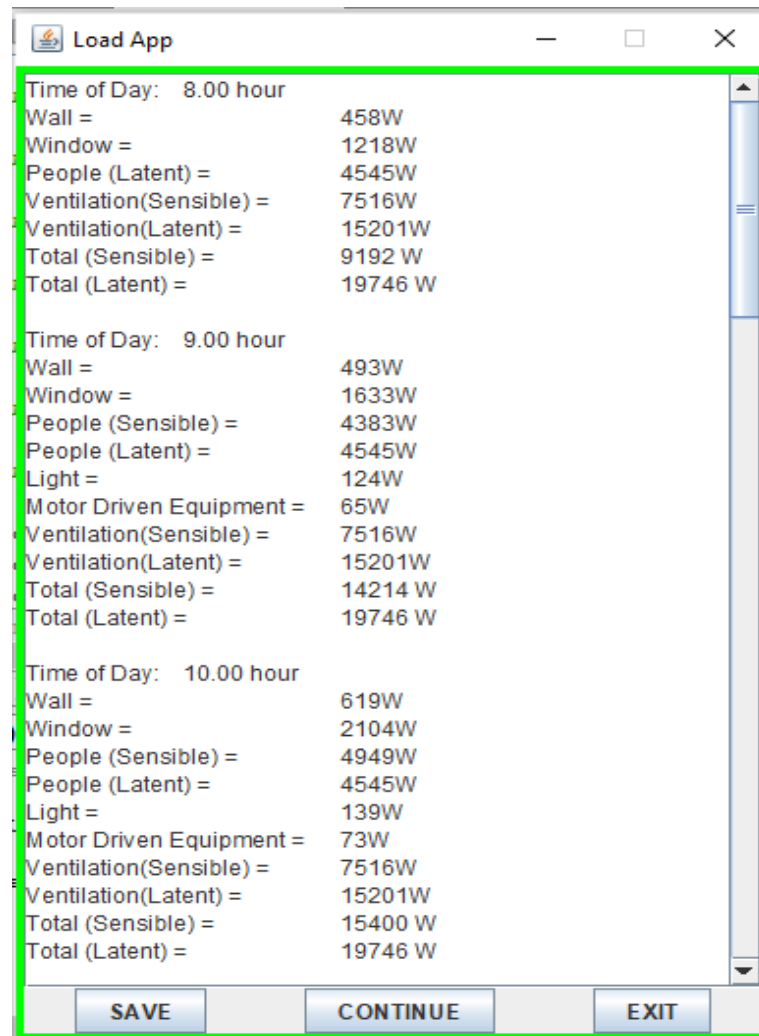 Load App
Time of Day: 8.00 hour
Wall = 458W
Window = 1218W
People (Latent) = 4545W
Ventilation(Sensible) = 7516W
Ventilation(Latent) = 15201W
Total (Sensible) = 9192 W
Total (Latent) = 19746 W
Time of Day: 9.00 hour
Wall = 493W
Window = 1633W
People (Sensible) = 4383W
People (Latent) = 4545W
Light = 124W
Motor Driven Equipment = 65W
Ventilation(Sensible) = 7516W
Ventilation(Latent) = 15201W
Total (Sensible) = 14214 W
Total (Latent) = 19746 W
Time of Day: 10.00 hour
Wall = 619W
Window = 2104W
People (Sensible) = 4949W
People (Latent) = 4545W
Light = 139W
Motor Driven Equipment = 73W
Ventilation(Sensible) = 7516W
Ventilation(Latent) = 15201W
Total (Sensible) = 15400 W
Total (Latent) = 19746 W
SAVE CONTINUE EXIT